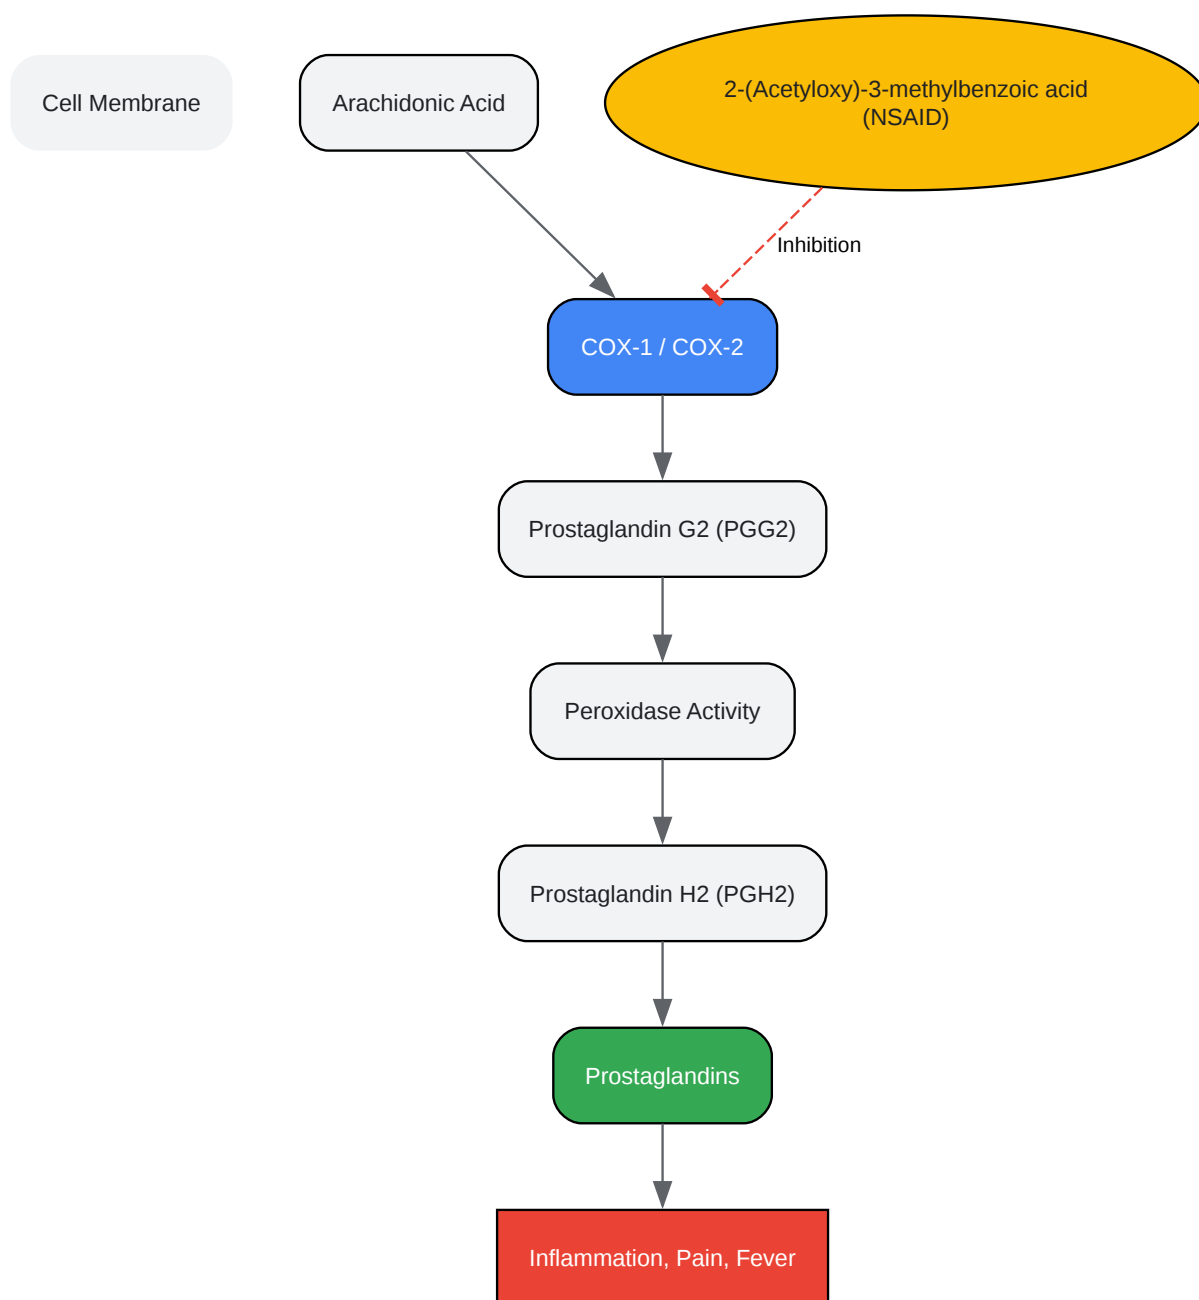 Cell Membrane
Arachidonic Acid
2-(Acetyloxy)-3-methylbenzoic acid
(NSAID)
Inhibition
COX-1 / COX-2
Prostaglandin G2 (PGG2)
Peroxidase Activity
Prostaglandin H2 (PGH2)
Prostaglandins
Inflammation, Pain, Fever